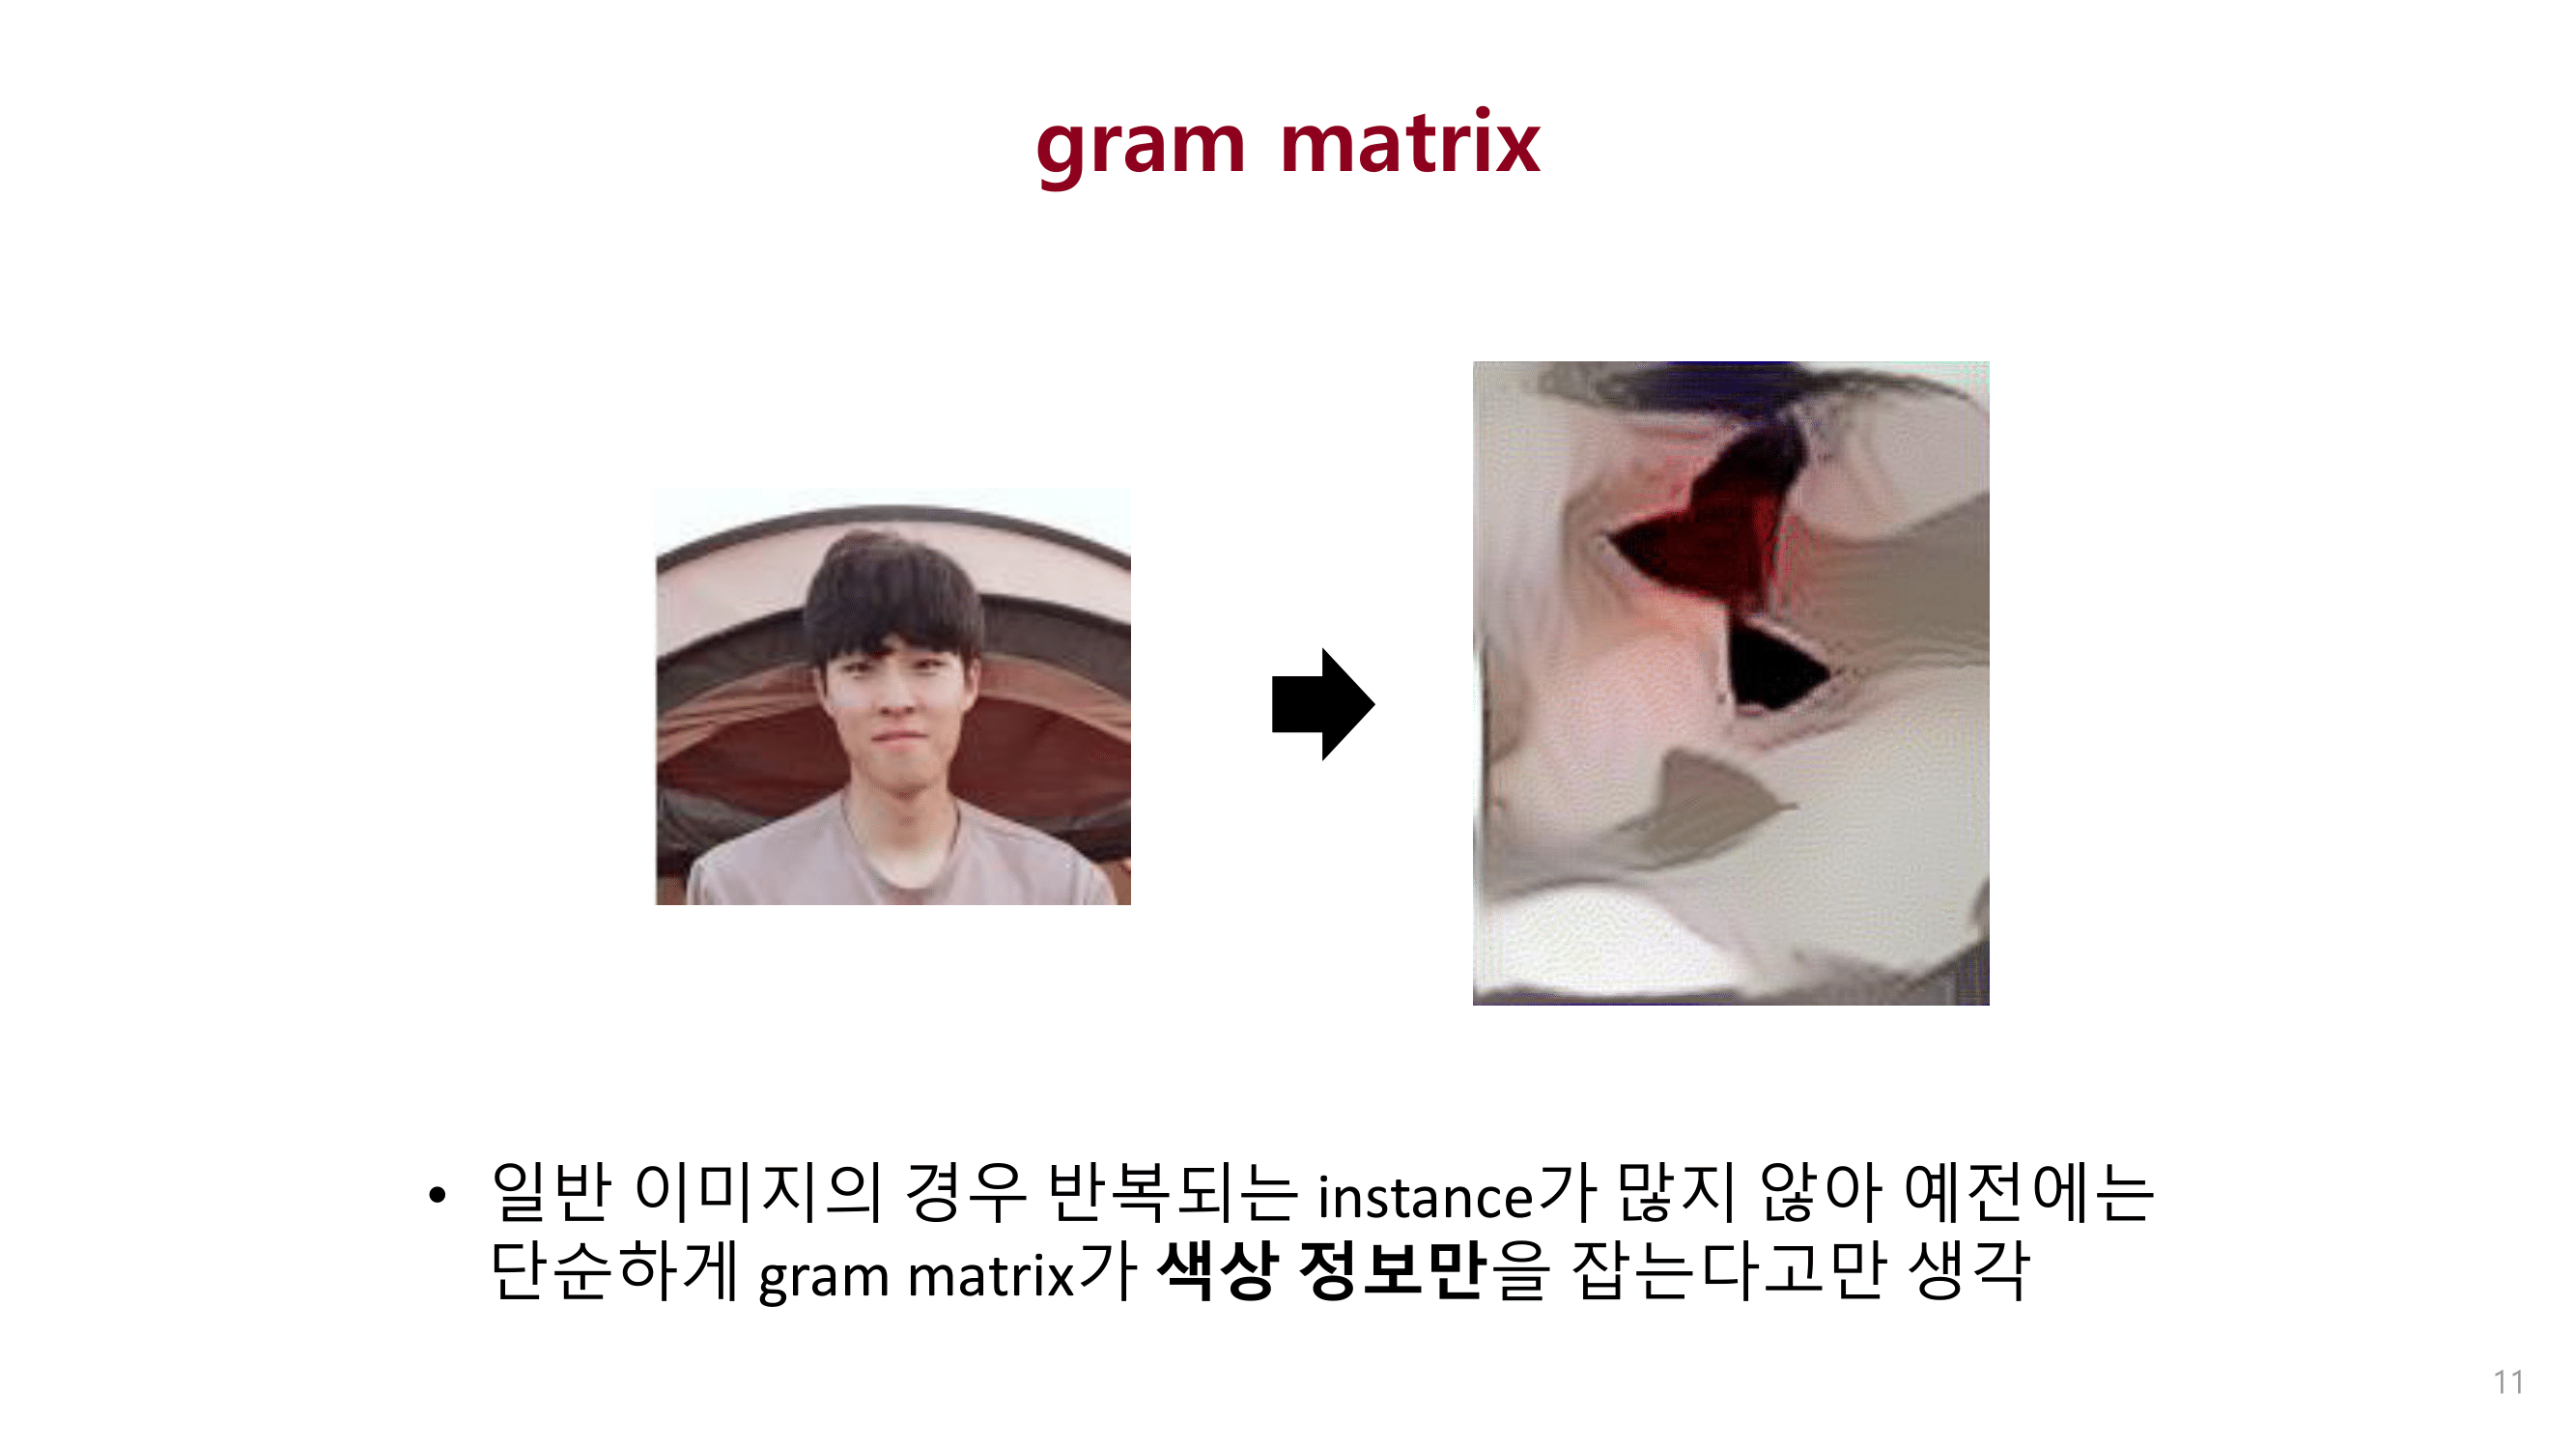 gram matrix
• 일반 이미지의 경우 반복되는 instance가 많지 않아 예전에는
단순하게 gram matrix가 색상 정보만을 잡는다고만 생각
11